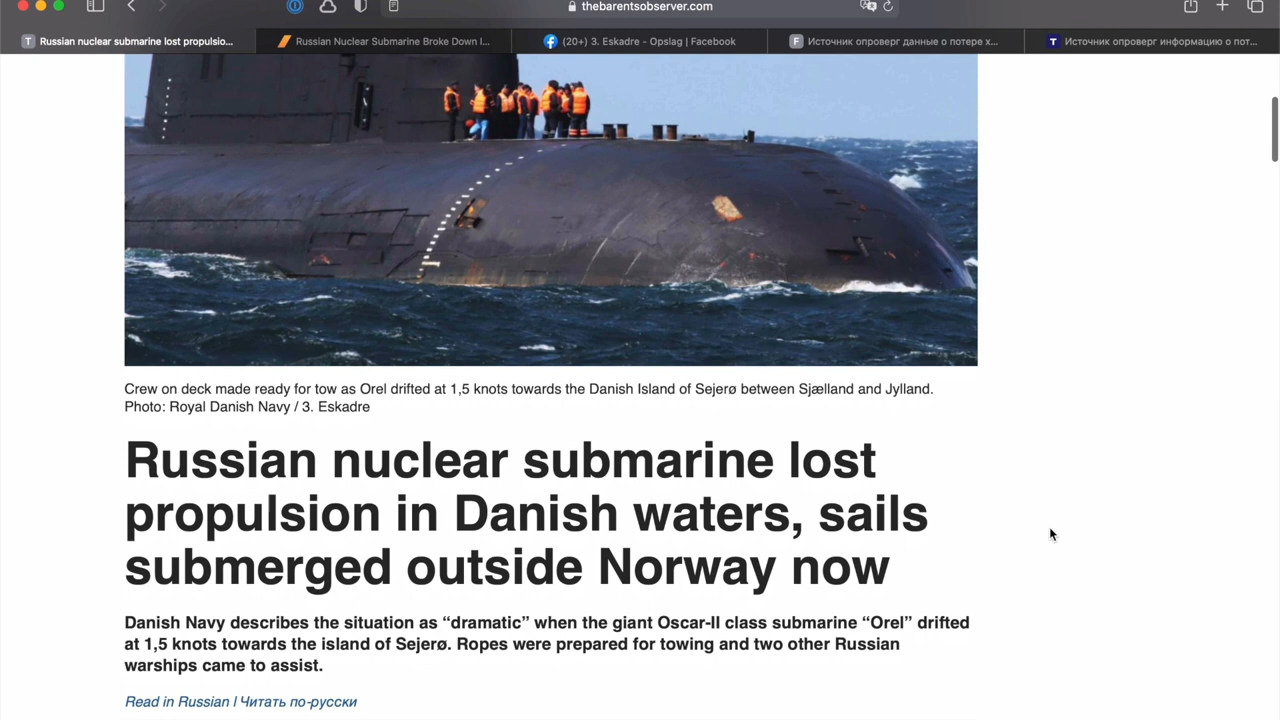 thebarentsobserver.com
Russian nuclear submarine lost propulsio...
Russian Nuclear Submarine Broke Down I...
(20+) 3. Eskadre - Opslag | Facebook
Источник опроверг данные о потере х...
Источник опроверг информацию о пот...
Crew on deck made ready for tow as Orel drifted at 1,5 knots towards the Danish Island of Sejerø between Sjælland and Jylland.
Photo: Royal Danish Navy / 3. Eskadre
Russian nuclear submarine lost
propulsion in Danish waters, sails
submerged outside Norway now
Danish Navy describes the situation as “dramatic” when the giant Oscar-II class submarine “Orel” drifted
at 1,5 knots towards the island of Sejerø. Ropes were prepared for towing and two other Russian
warships came to assist.
Read in Russian | Читать по-русски